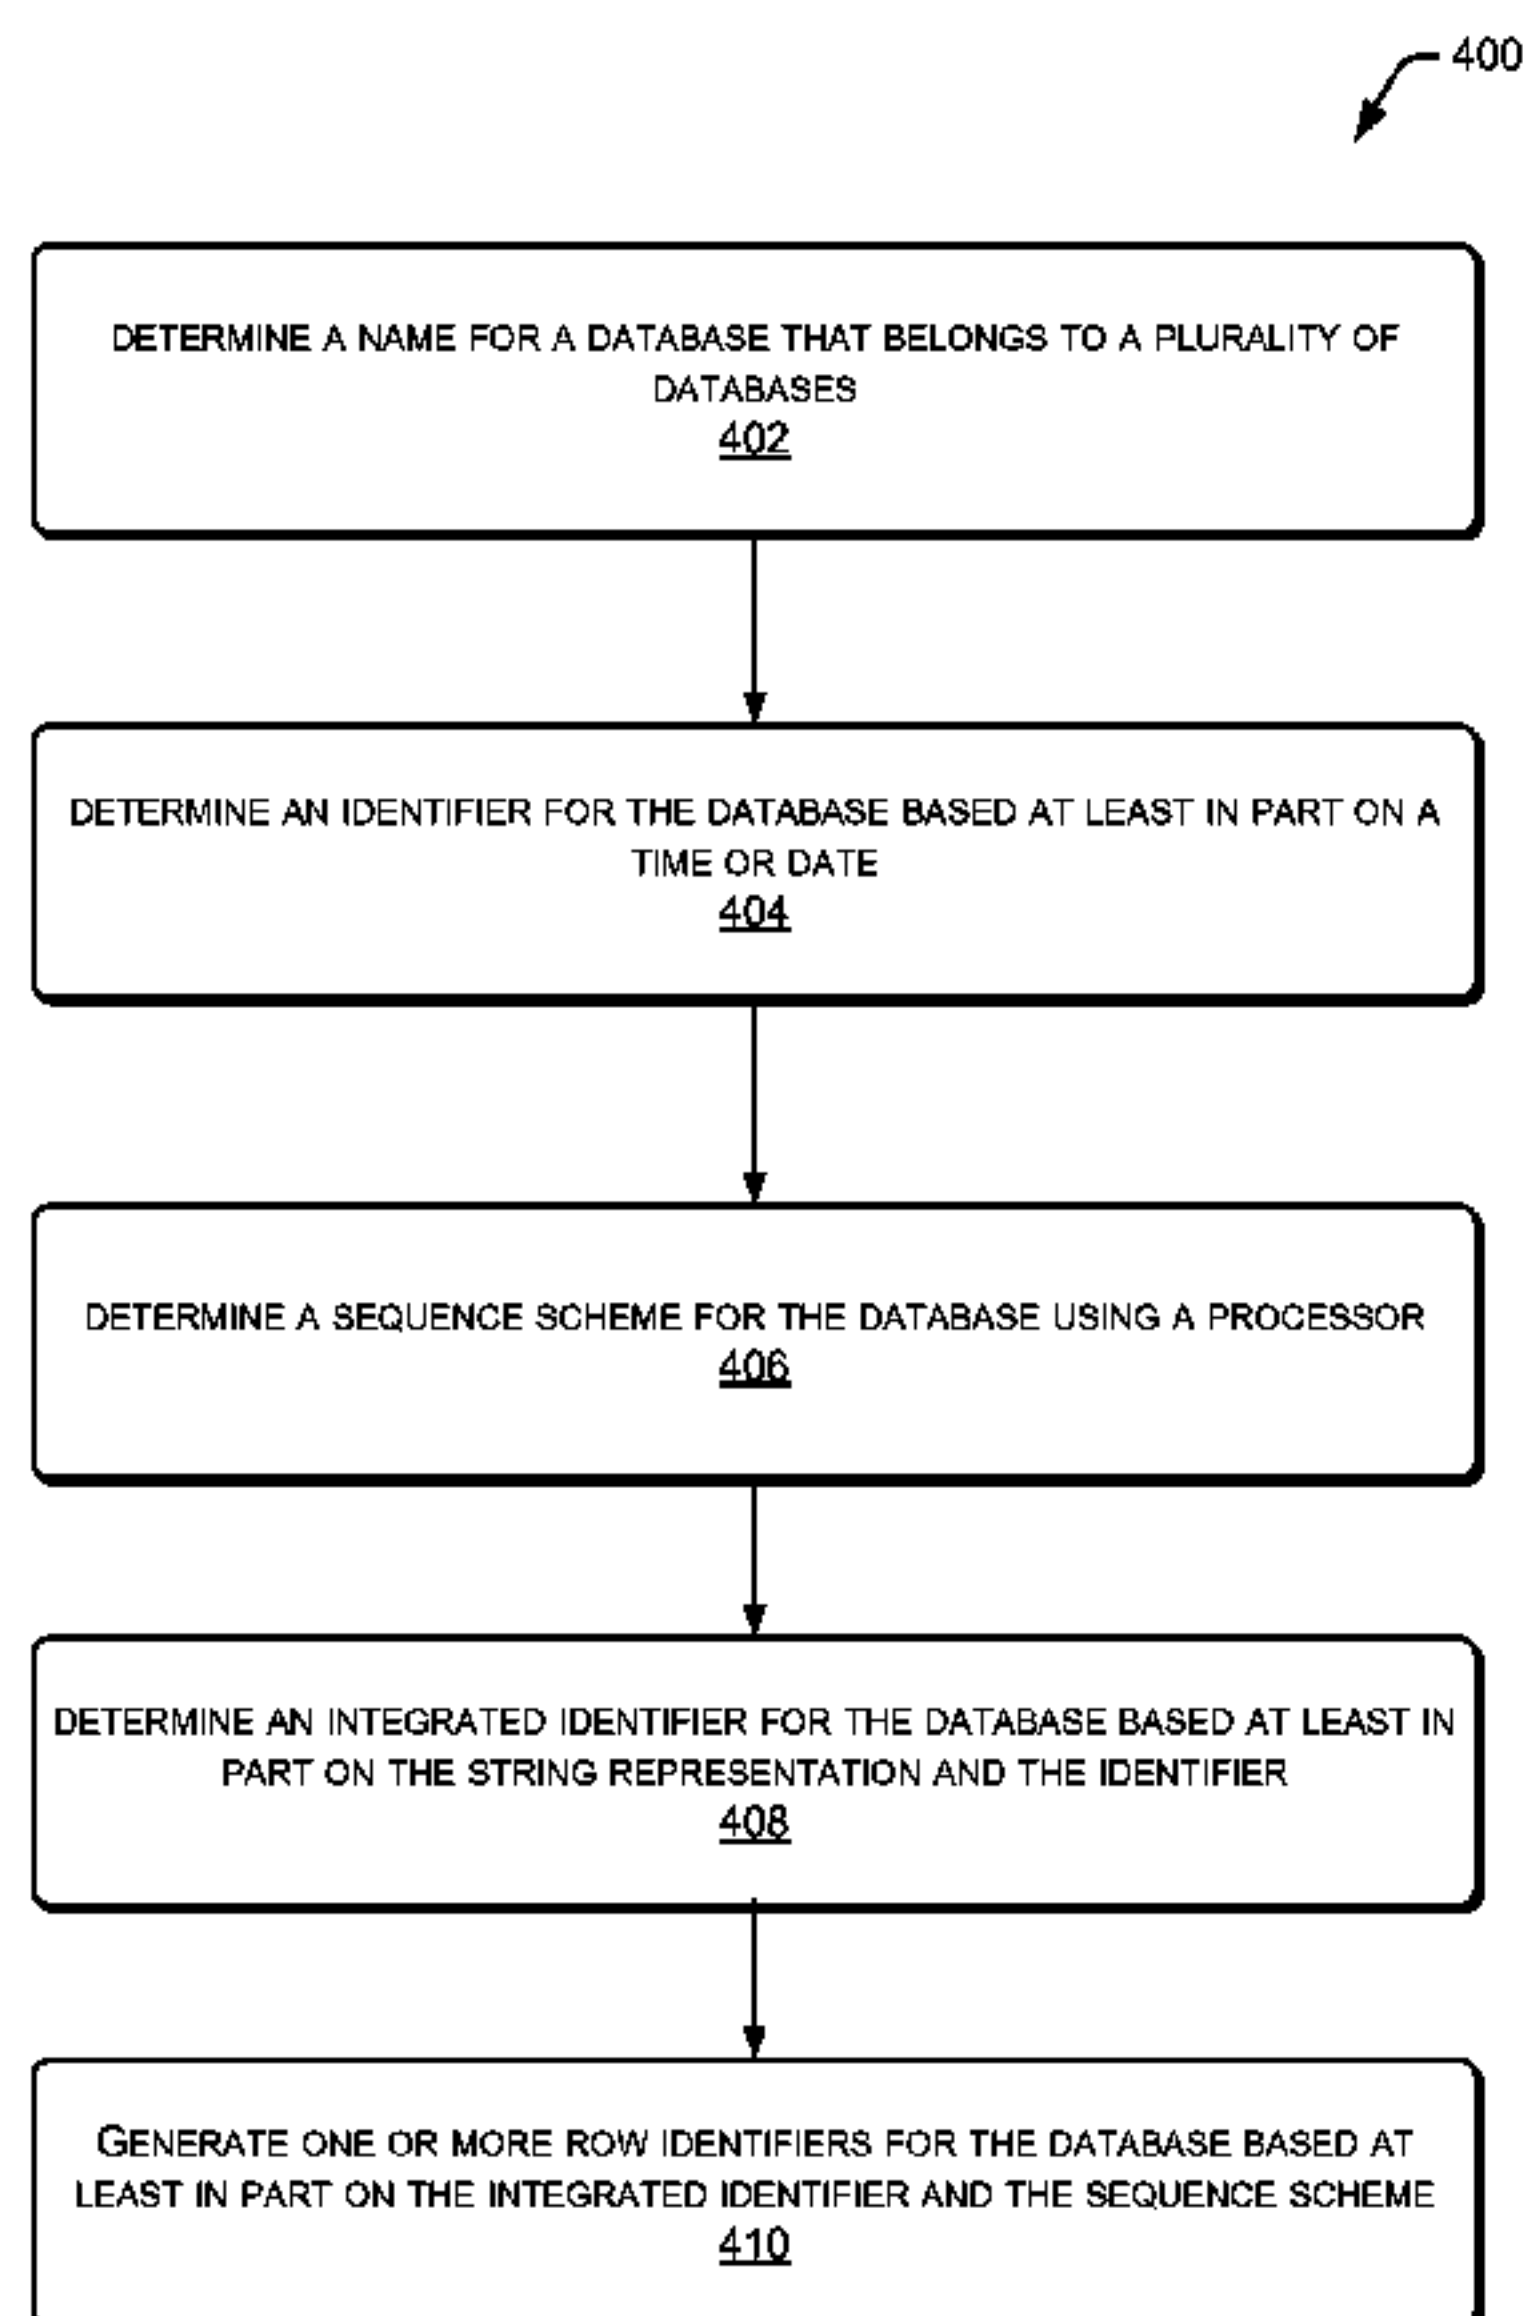 400
DETERMINE A NAME FOR A DATABASE THAT BELONGS TO A PLURALITY OF
DATABASES
402
DETERMINE AN IDENTIFIER FOR THE DATABASE BASED AT LEAST IN PART ON A
TIME OR DATE
404
DETERMINE A SEQUENCE SCHEME FOR THE DATABASE USING A PROCESSOR
406
DETERMINE AN INTEGRATED IDENTIFIER FOR THE DATABASE BASED AT LEAST IN
PART ON THE STRING REPRESENTATION AND THE IDENTIFIER
408
GENERATE ONE OR MORE ROW IDENTIFIERS FOR THE DATABASE BASED AT
LEAST IN PART ON THE INTEGRATED IDENTIFIER AND THE SEQUENCE SCHEME
410